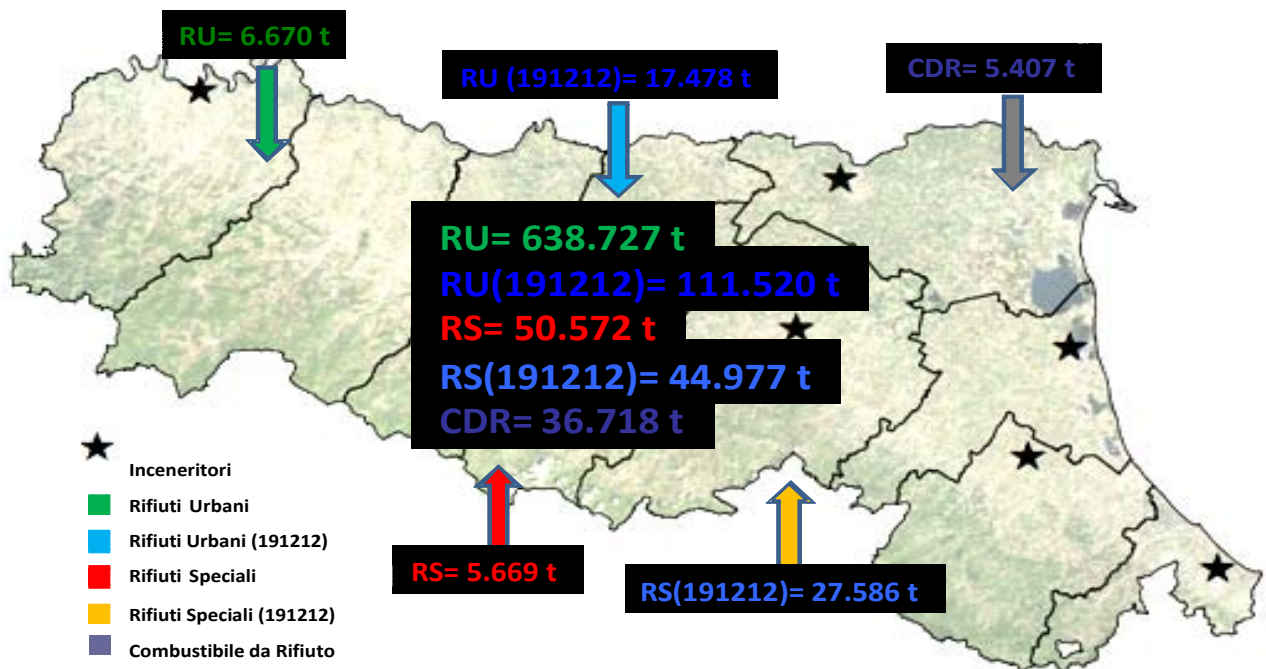 RU= 6.670 t
RU (191212)= 17.478 t
CDR= 5.407 t
RU= 638.727 t
RU(191212)= 111.520 t
RS= 50.572 t
RS(191212)= 44.977 t
CDR= 36.718 t
RS= 5.669 t
RS(191212)= 27.586 t
Inceneritori
Rifiuti Urbani
Rifiuti Urbani (191212)
Rifiuti Speciali
Rifiuti Speciali (191212)
Combustibile da Rifiuto